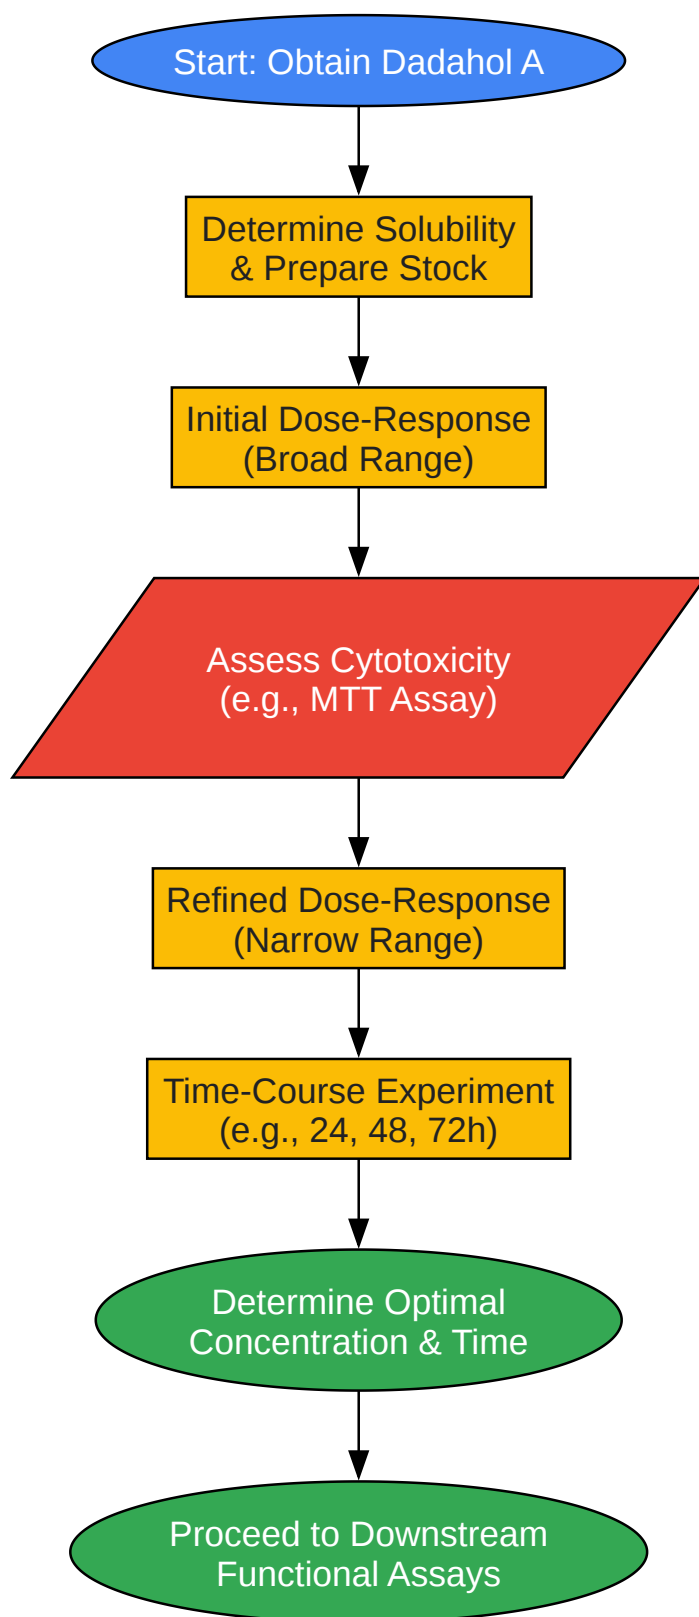 Start: Obtain Dadahol A
Determine Solubility
& Prepare Stock
Initial Dose-Response
(Broad Range)
Assess Cytotoxicity
(e.g., MTT Assay)
Refined Dose-Response
(Narrow Range)
Time-Course Experiment
(e.g., 24, 48, 72h)
Determine Optimal
Concentration & Time
Proceed to Downstream
Functional Assays